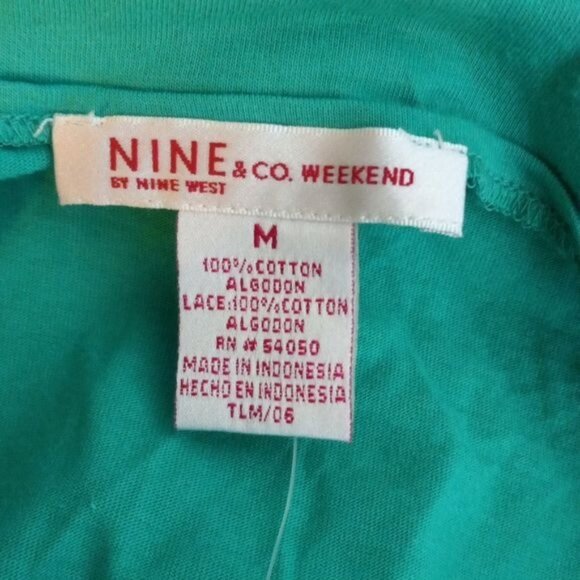 NINE & CO. WEEKEND
BY NINE WEST
M
100% COTTON
ALGODON
LACE:100% COTTON
ALGODON
RN # 54050
MADE IN INDONESIA
HECHO EN INDONESIA
TLM/06